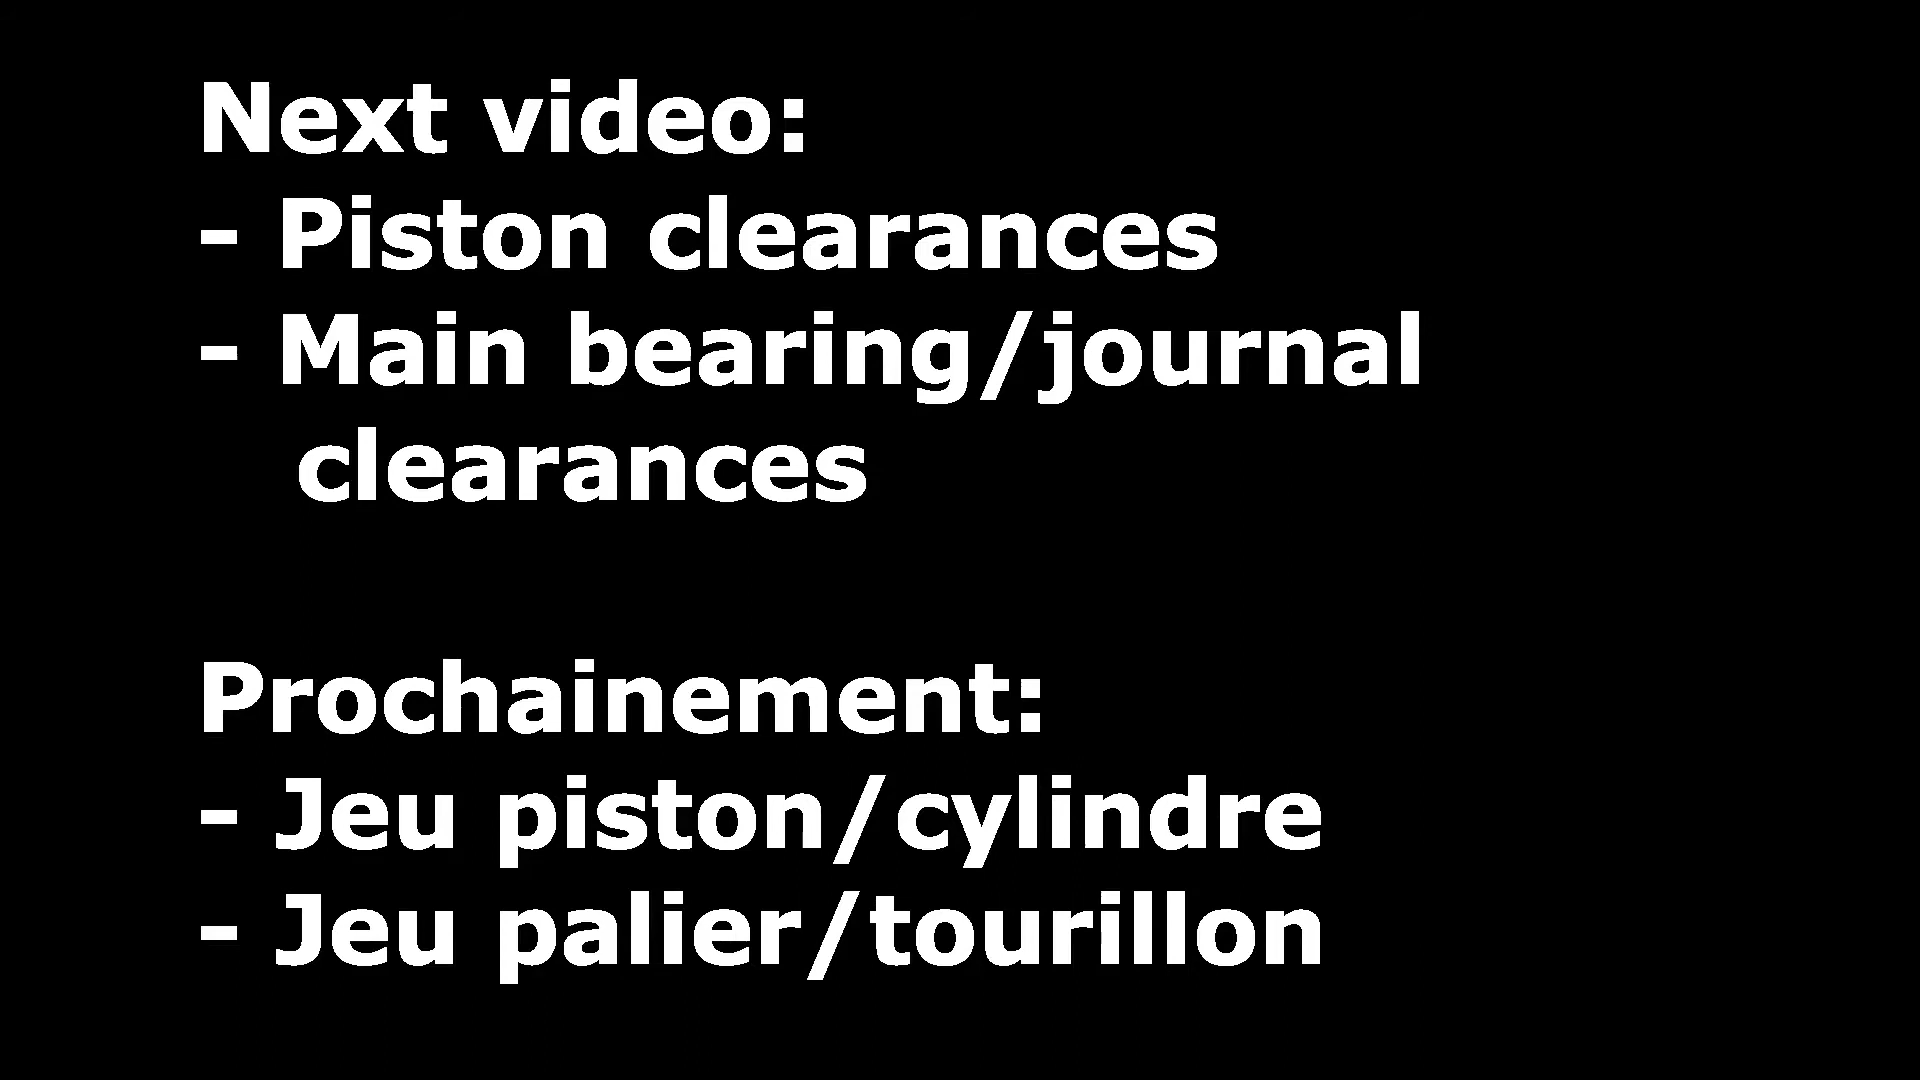 Next video:
- Piston clearances
- Main bearing/journal
clearances
Prochainement:
- Jeu piston/cylindre
- Jeu palier/tourillon